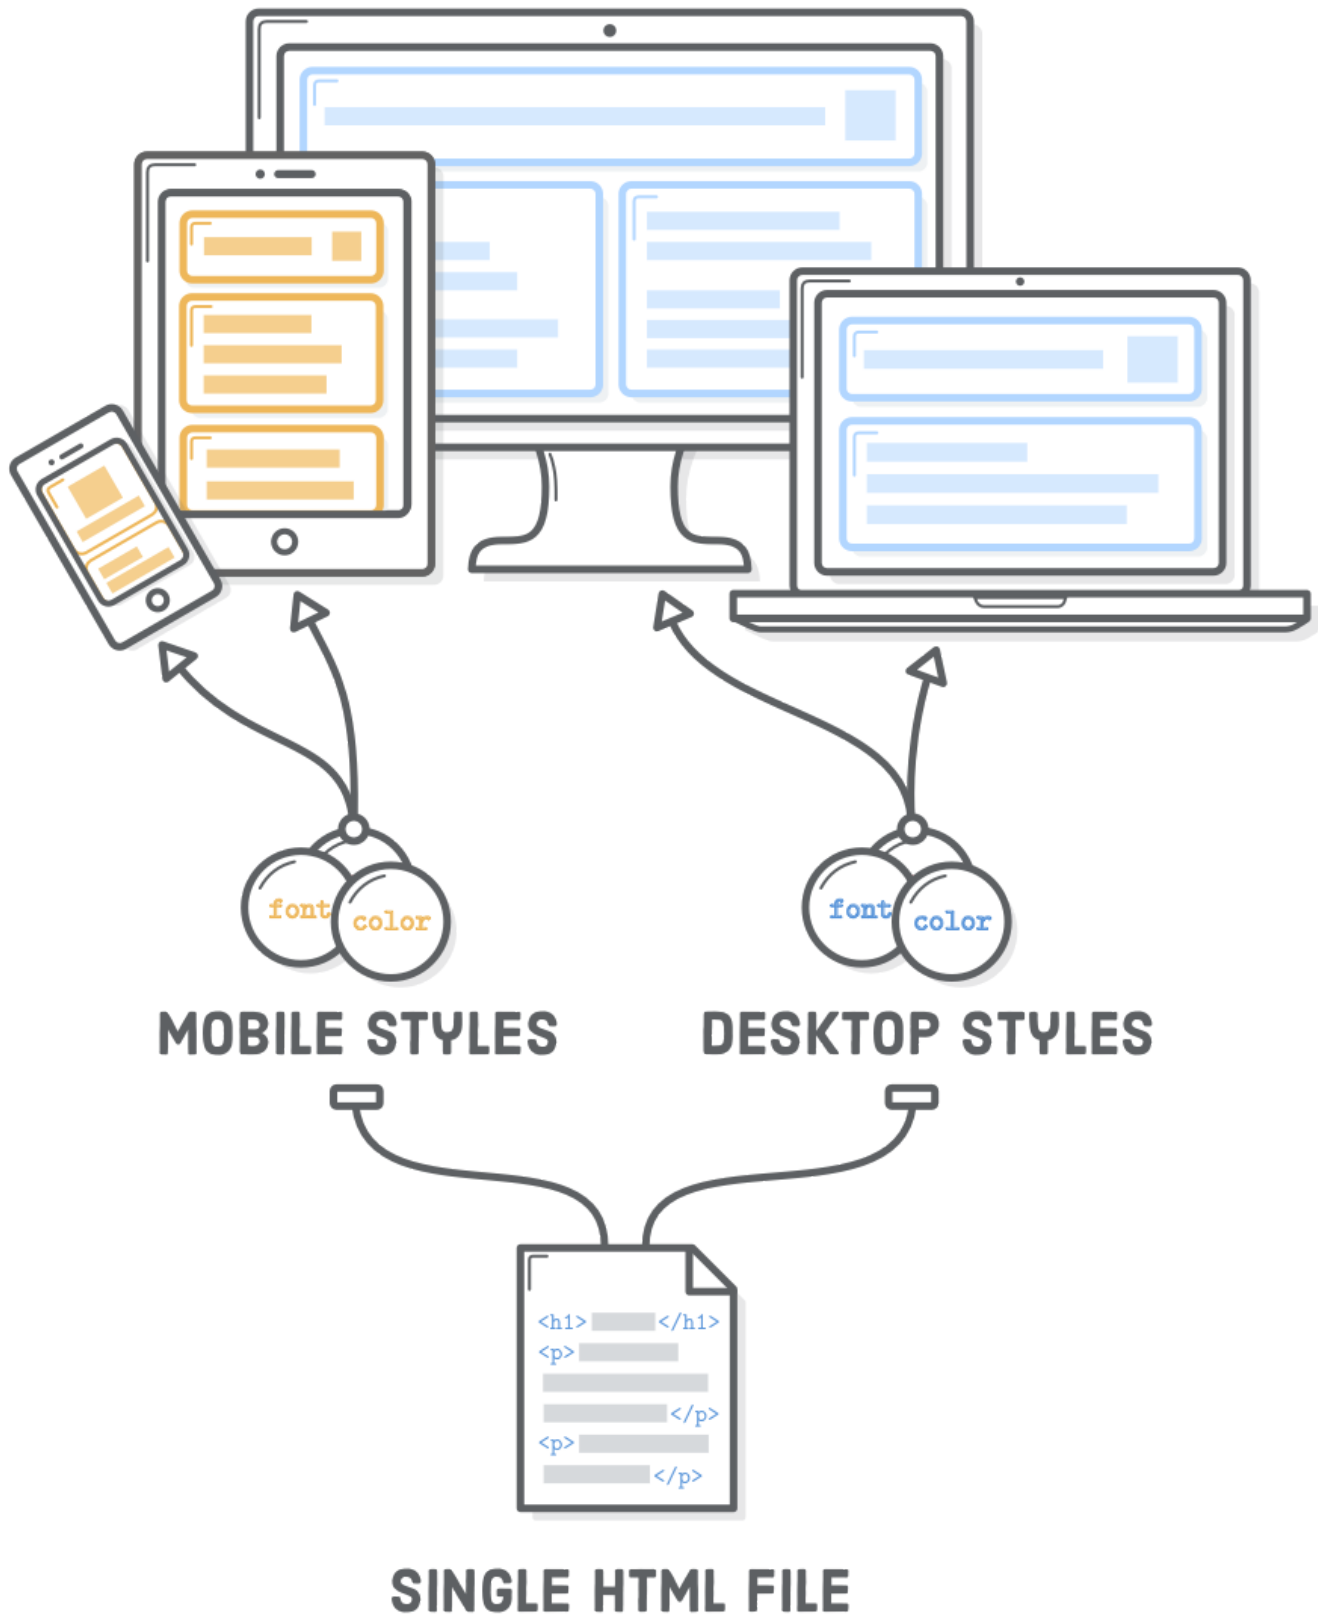 font color
font color
MOBILE STYLES
DESKTOP STYLES
<h1> </h1>
<p>
</p>
<p>
</p>
SINGLE HTML FILE